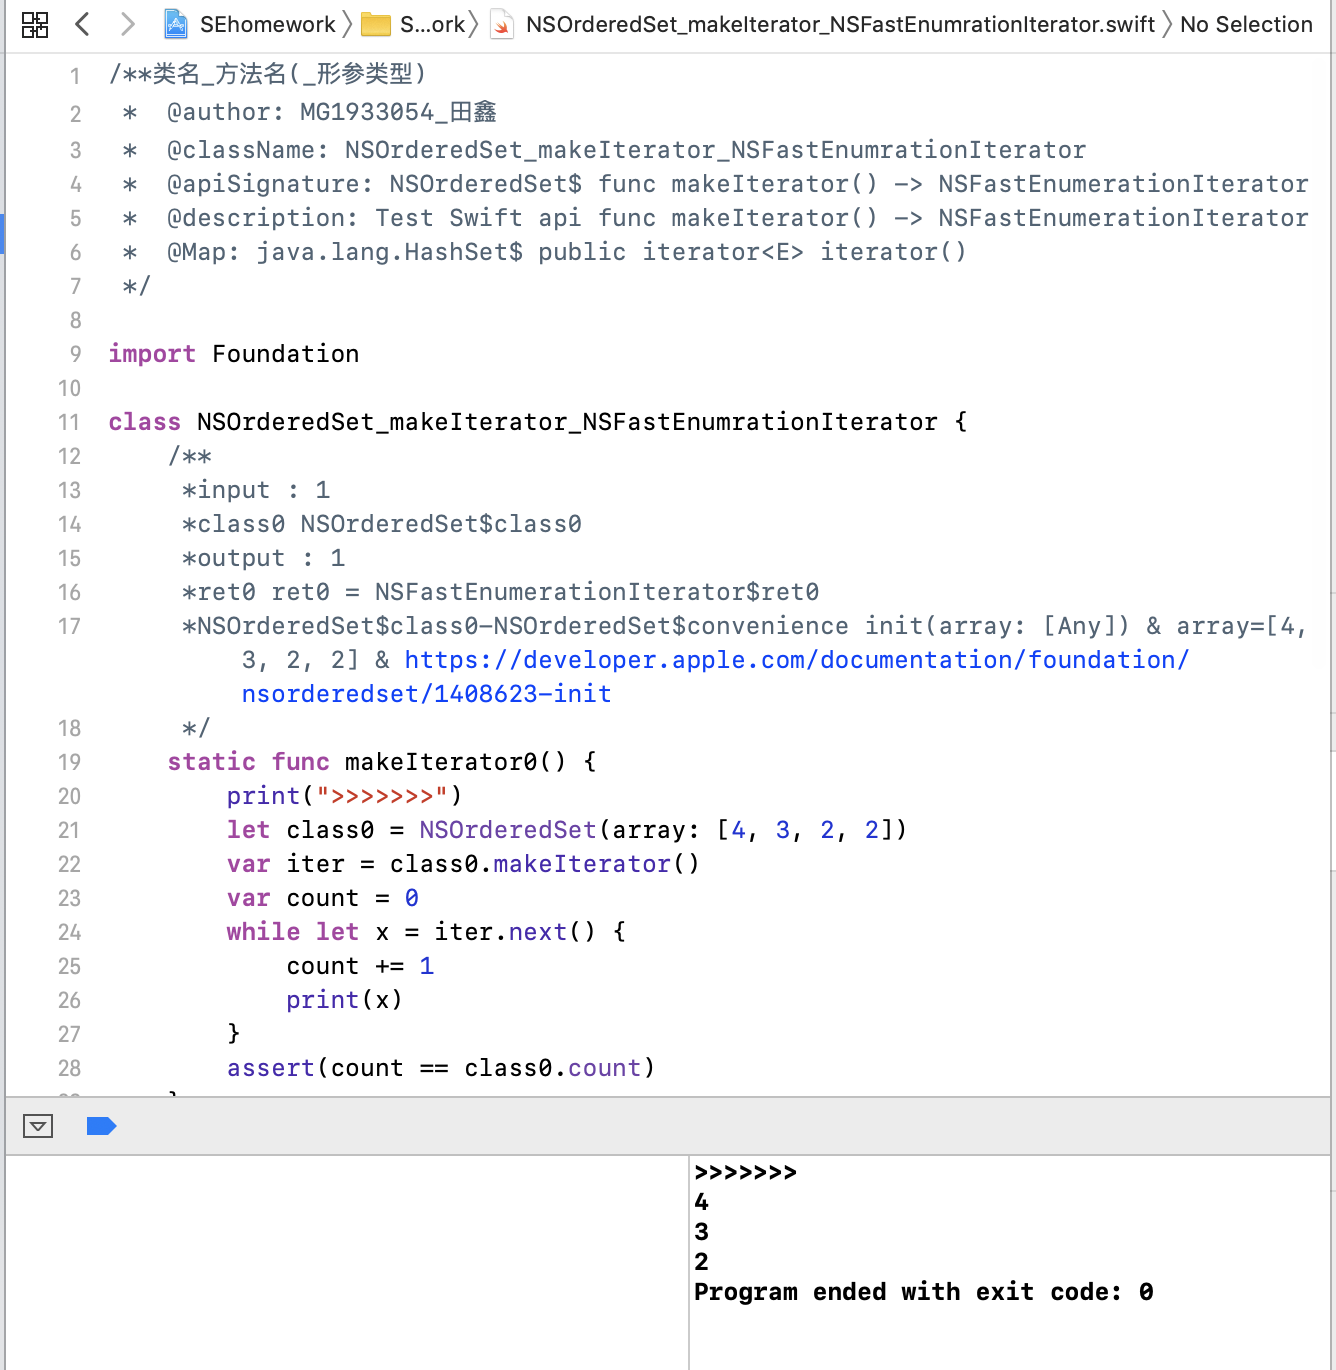 SEhomework 〉 S...ork 〉 NSOrderedSet_makeIterator_NSFastEnumrationIterator.swift 〉 No Selection
1 /**类名_方法名(_形参类型)
2  *  @author: MG1933054_田鑫
3  *  @className: NSOrderedSet_makeIterator_NSFastEnumrationIterator
4  *  @apiSignature: NSOrderedSet$ func makeIterator() -> NSFastEnumerationIterator
5  *  @description: Test Swift api func makeIterator() -> NSFastEnumerationIterator
6  *  @Map: java.lang.HashSet$ public iterator<E> iterator()
7  */
8
9 import Foundation
10
11 class NSOrderedSet_makeIterator_NSFastEnumrationIterator {
12     /**
13      *input : 1
14      *class0 NSOrderedSet$class0
15      *output : 1
16      *ret0 ret0 = NSFastEnumerationIterator$ret0
17      *NSOrderedSet$class0-NSOrderedSet$convenience init(array: [Any]) & array=[4,
3, 2, 2] & https://developer.apple.com/documentation/foundation/
nsorderedset/1408623-init
18      */
19     static func makeIterator0() {
20         print(">>>>>>>")
21         let class0 = NSOrderedSet(array: [4, 3, 2, 2])
22         var iter = class0.makeIterator()
23         var count = 0
24         while let x = iter.next() {
25             count += 1
26             print(x)
27         }
28         assert(count == class0.count)
>>>>>>>
4
3
2
Program ended with exit code: 0